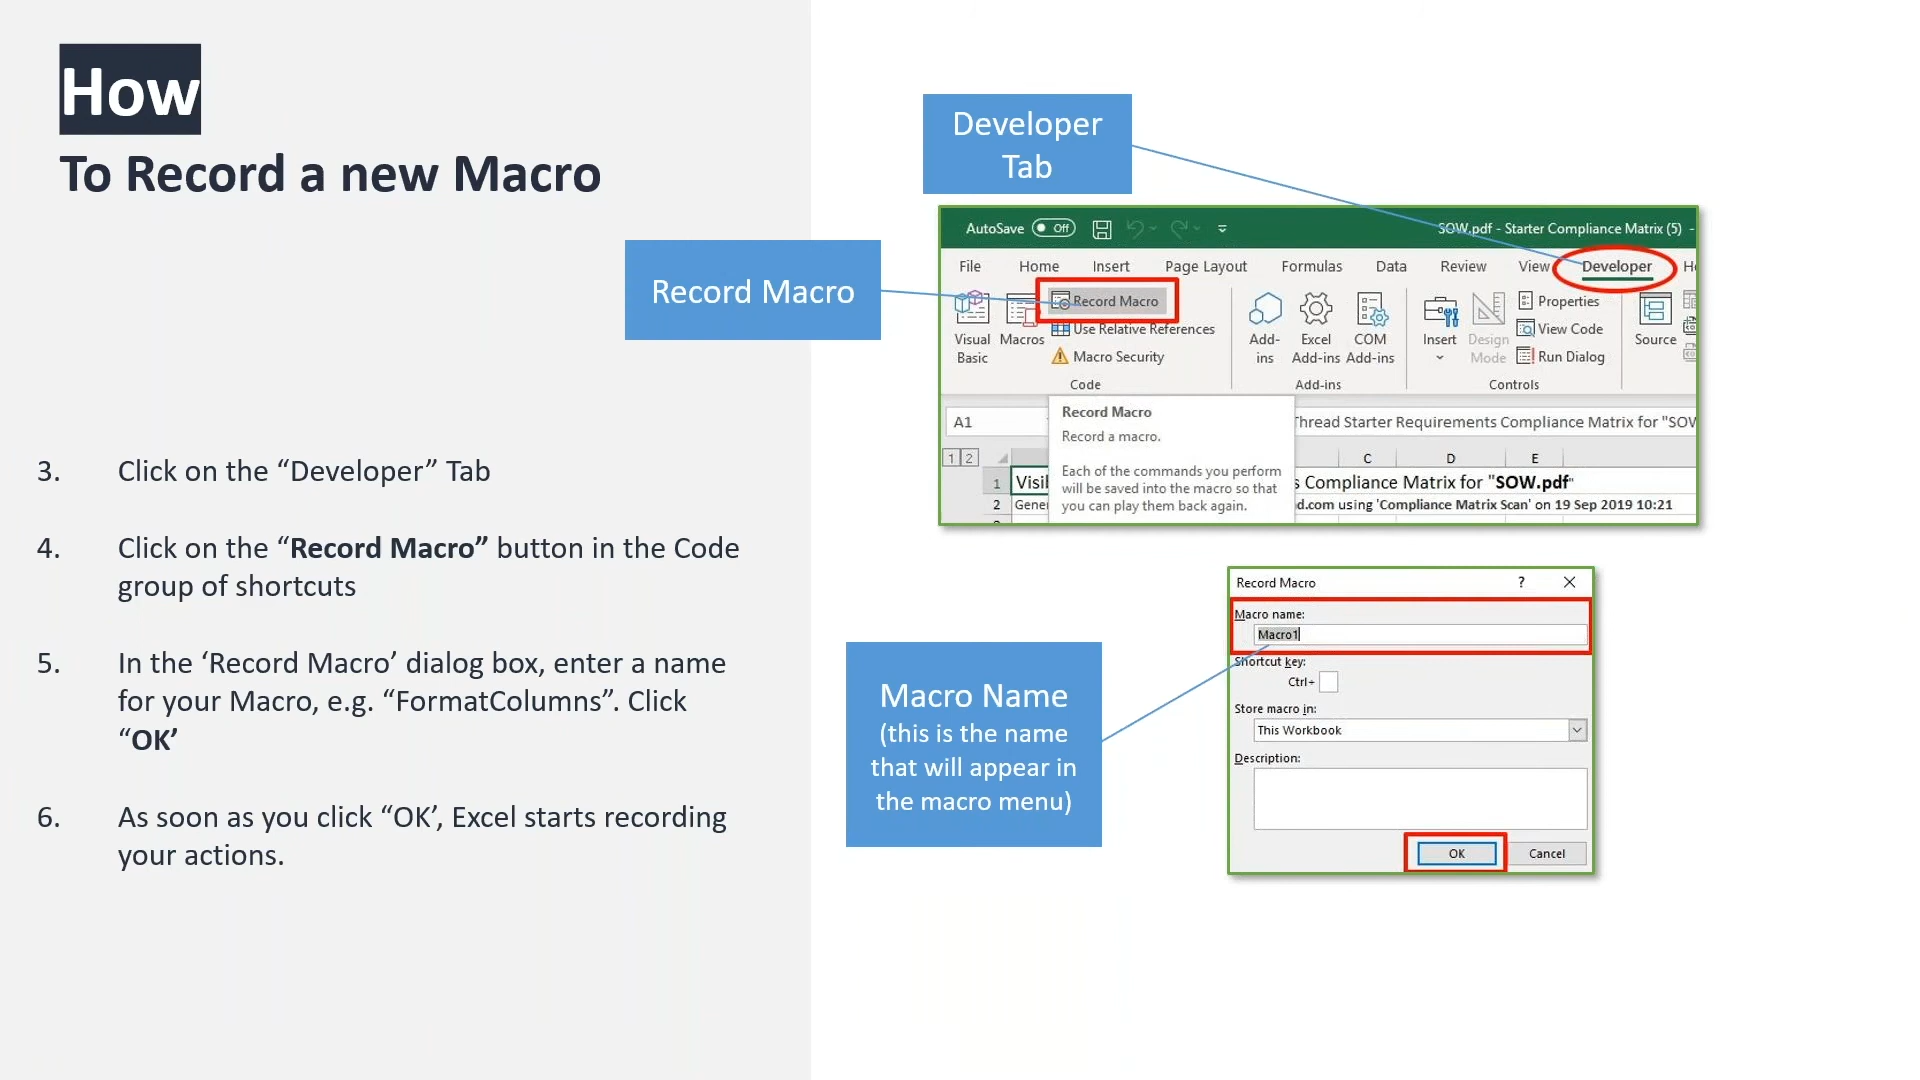 How
To Record a new Macro
3. Click on the “Developer” Tab
4. Click on the “Record Macro” button in the Code
group of shortcuts
5. In the ‘Record Macro’ dialog box, enter a name
for your Macro, e.g. “FormatColumns”. Click
“OK’
6. As soon as you click “OK’, Excel starts recording
your actions.
Developer
Tab
Record Macro
AutoSave Off SOW.pdf - Starter Compliance Matrix (5) -
File Home Insert Page Layout Formulas Data Review View Developer
Visual
Basic
Macros
Record Macro
Use Relative References
Macro Security
Code
Add-
ins
Excel
Add-ins
COM
Add-ins
Add-ins
Insert
Design
Mode
Properties
View Code
Run Dialog
Controls
Source
A1 Thread Starter Requirements Compliance Matrix for "SOW
Record Macro
Record a macro.
Each of the commands you perform
will be saved into the macro so that
you can play them back again.
1 2 C D E
1 Visi s Compliance Matrix for "SOW.pdf"
2 Gener d.com using 'Compliance Matrix Scan' on 19 Sep 2019 10:21
Macro Name
(this is the name
that will appear in
the macro menu)
Record Macro ? ×
Macro name:
Macro1
Shortcut key:
Ctrl+
Store macro in:
This Workbook
Description:
OK Cancel